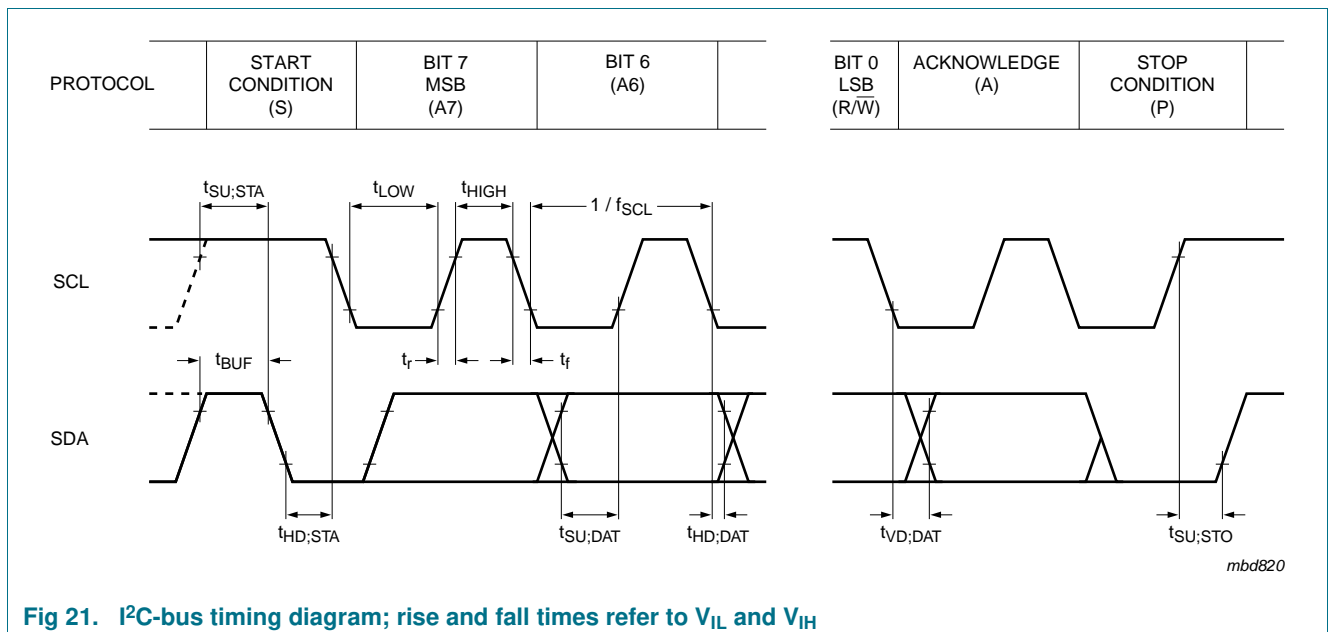 PROTOCOL
START
CONDITION
(S)
BIT 7
MSB
(A7)
BIT 6
(A6)
BIT 0
LSB
(R/W̅)
ACKNOWLEDGE
(A)
STOP
CONDITION
(P)
tSU;STA
tLOW
tHIGH
1 / fSCL
SCL
tBUF
tr
tf
SDA
tHD;STA
tSU;DAT
tHD;DAT
tVD;DAT
tSU;STO
mbd820
Fig 21. I²C-bus timing diagram; rise and fall times refer to VIL and VIH